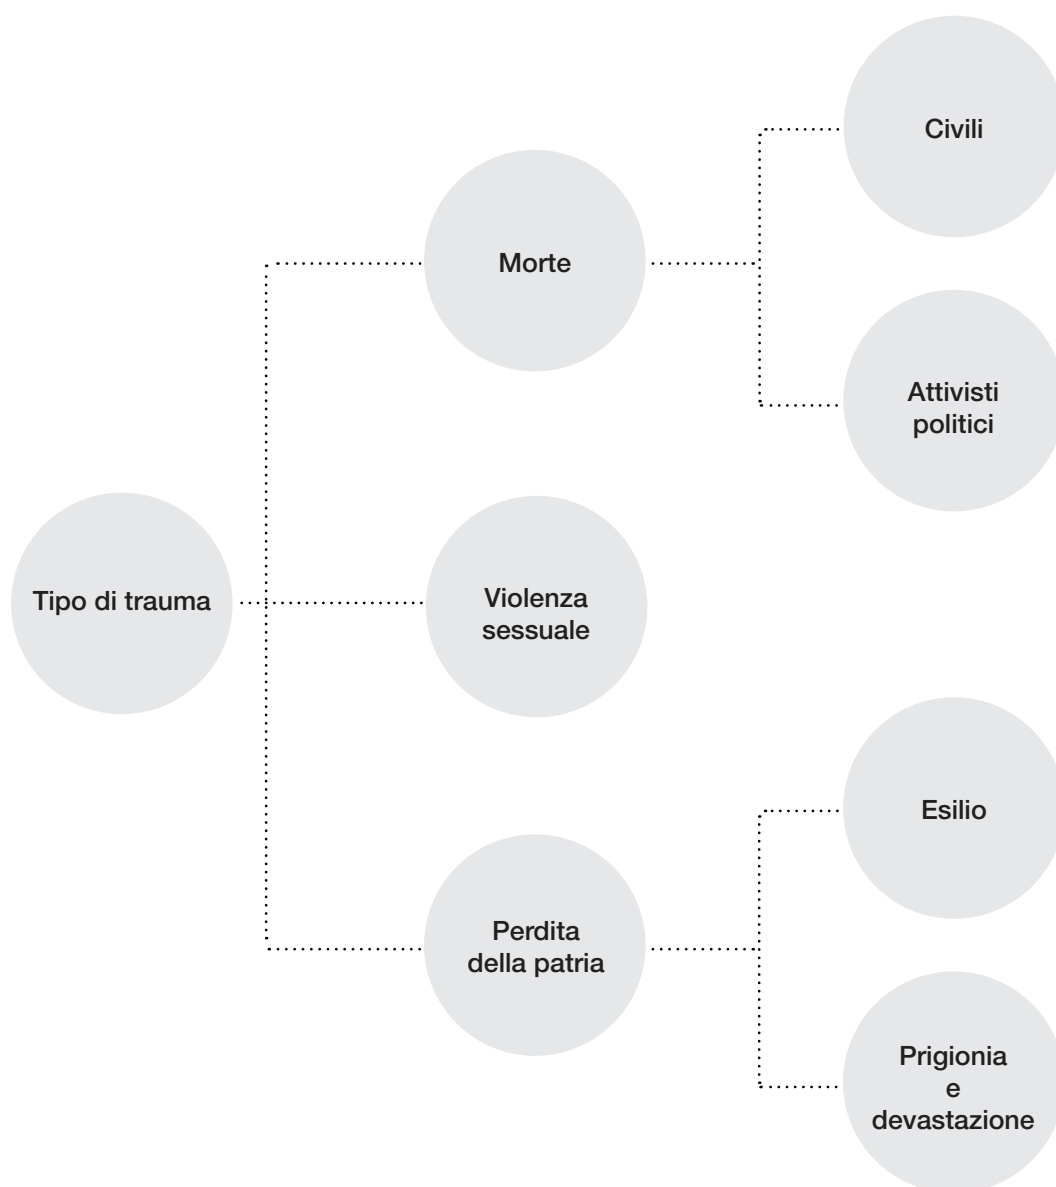 Civili
Morte
Attivisti
politici
Tipo di trauma
Violenza
sessuale
Esilio
Perdita
della patria
Prigionia
e
devastazione